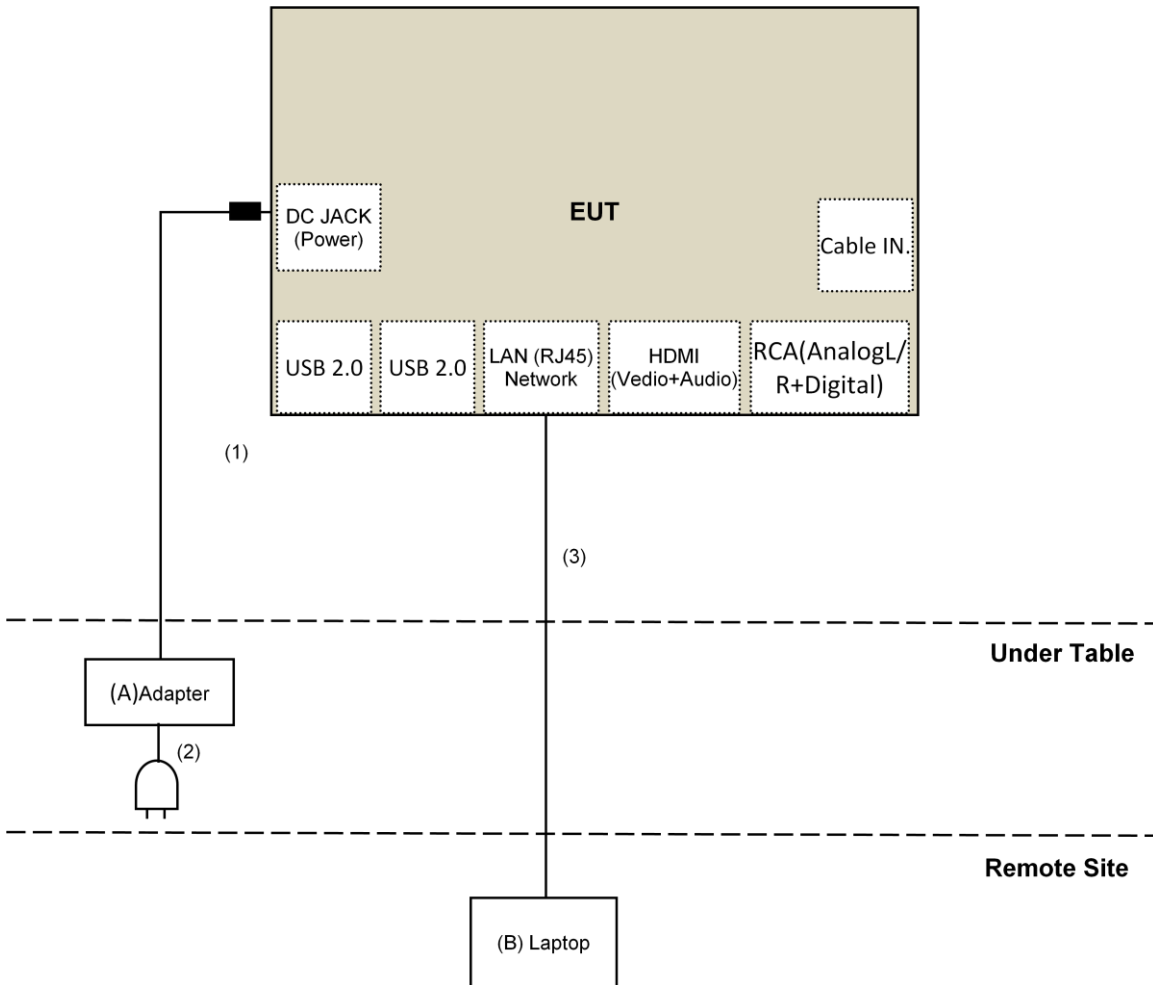 EUT
DC JACK
(Power)
Cable IN.
USB 2.0
USB 2.0
LAN (RJ45)
Network
HDMI
(Vedio+Audio)
RCA(AnalogL/
R+Digital)
(1)
(3)
Under Table
(A)Adapter
(2)
Remote Site
(B) Laptop